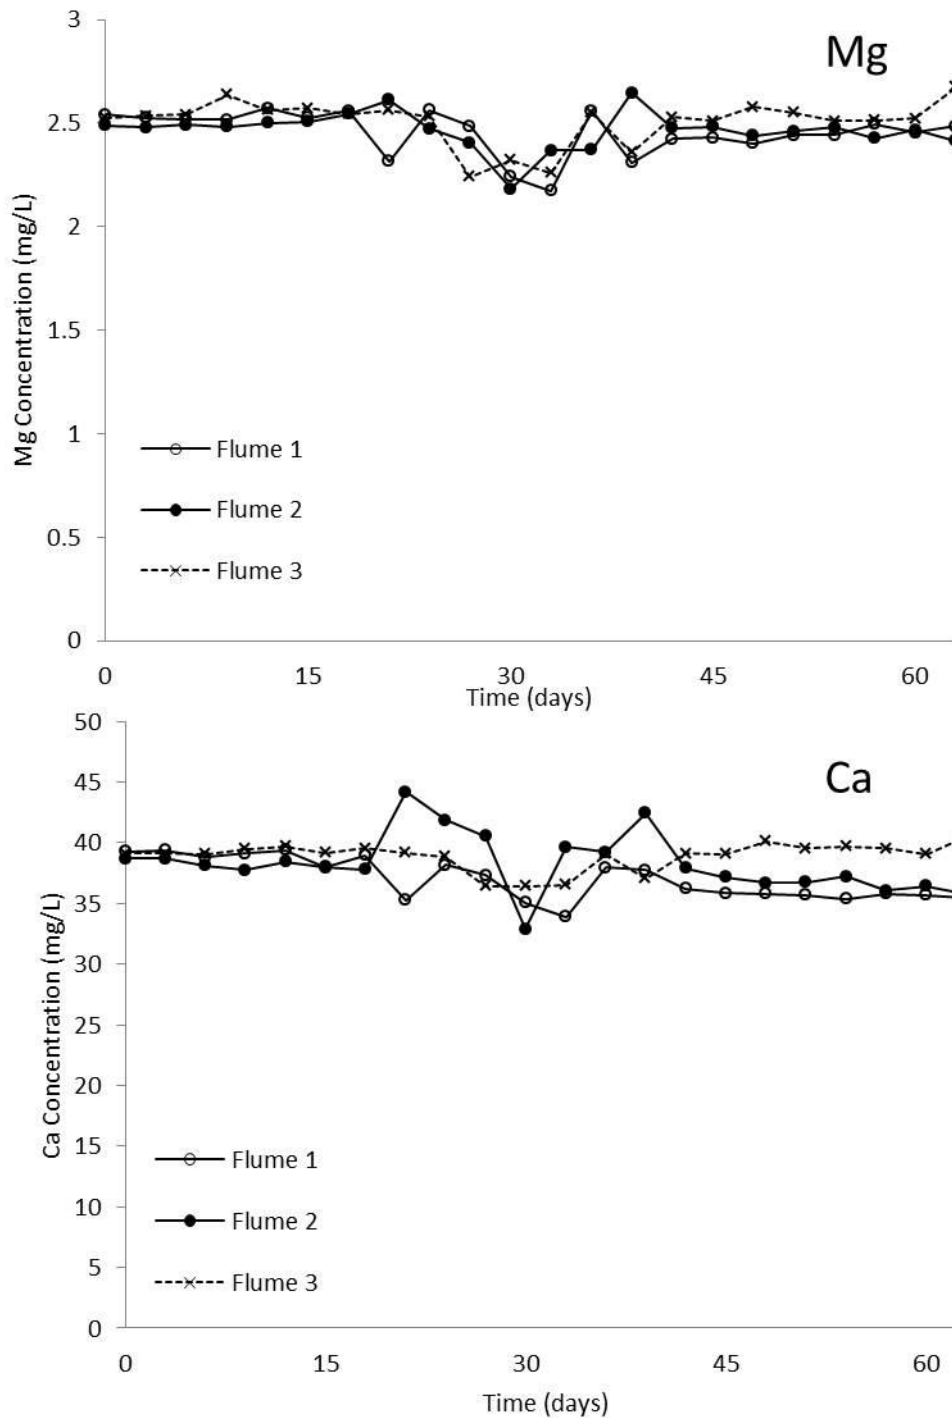 3
Mg
2.5
2
1.5
1
0.5
0
Mg Concentration (mg/L)
Flume 1
Flume 2
Flume 3
0 15 30 45 60
Time (days)
50
Ca
45
40
35
30
25
20
15
10
5
0
Ca Concentration (mg/L)
Flume 1
Flume 2
Flume 3
0 15 30 45 60
Time (days)